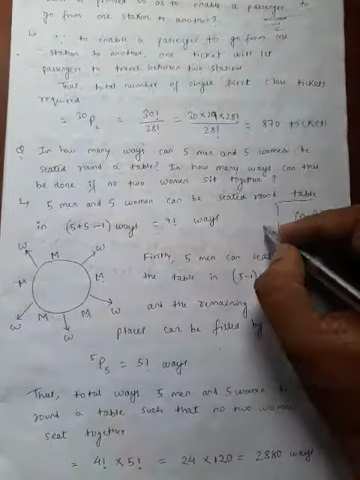 go from one station to another?
↳ ∵ to enable a passenger to go from one
station to another, one ticket will let
passenger to travel between two station
Thus, total number of single first class tickets
required
= ³⁰P₂ = 30!/28! = 30×29×28!/28! = 870 tickets
Q In how many ways can 5 men and 5 women be
seated round a table? In how many ways can this
be done if no two women sit together?
↳ 5 men and 5 women can be seated round table
in (5+5-1) ways = 9! ways
Firstly, 5 men can
the table in (5-1)
and the remaining
places can be filled by
⁵P₅ = 5! ways
W W M M M M M W W W
Thus, total ways 5 men and 5 women
round a table such that no two women
seat together
= 4! × 5! = 24 × 120 = 2880 ways